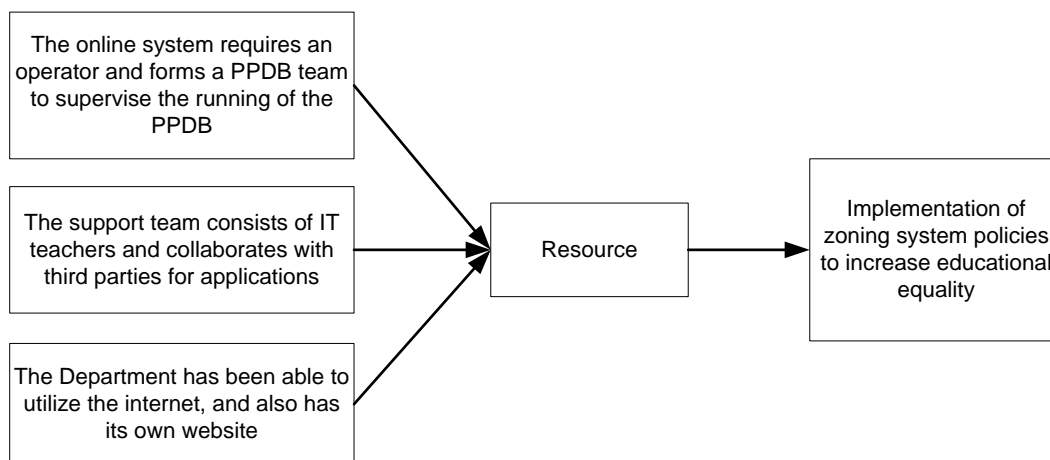 The online system requires an
operator and forms a PPDB team
to supervise the running of the
PPDB
The support team consists of IT
teachers and collaborates with
third parties for applications
The Department has been able to
utilize the internet, and also has
its own website
Resource
Implementation of
zoning system policies
to increase educational
equality